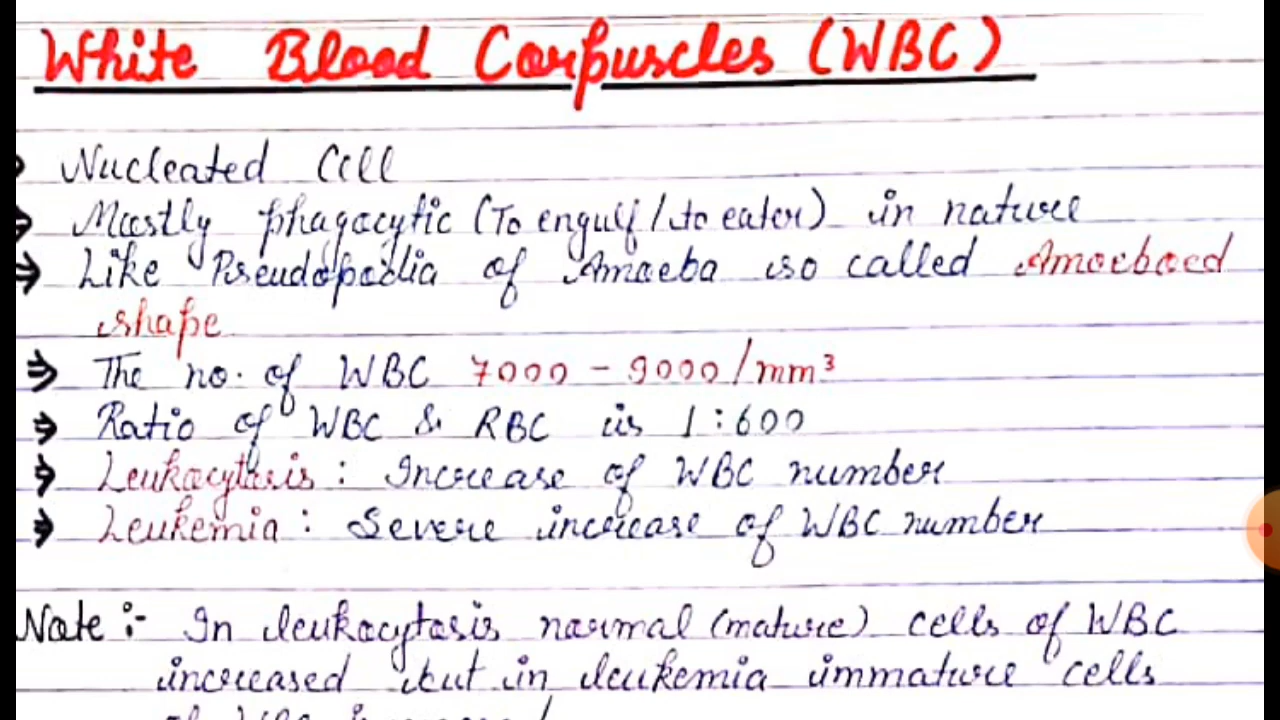 White Blood Corpuscles (WBC)
⇒ Nucleated Cell
⇒ Mostly phagocytic (To engulf / to eater) in nature
⇒ Like Pseudopodia of Amoeba so called Amoeboed
shape
⇒ The no. of WBC 7000 - 9000/mm³
⇒ Ratio of WBC & RBC is 1:600
⇒ Leukocytosis : Increase of WBC number
⇒ Leukemia : Severe increase of WBC number
Note :- In leukocytosis normal (mature) cells of WBC
increased but in leukemia immature cells
of WBC